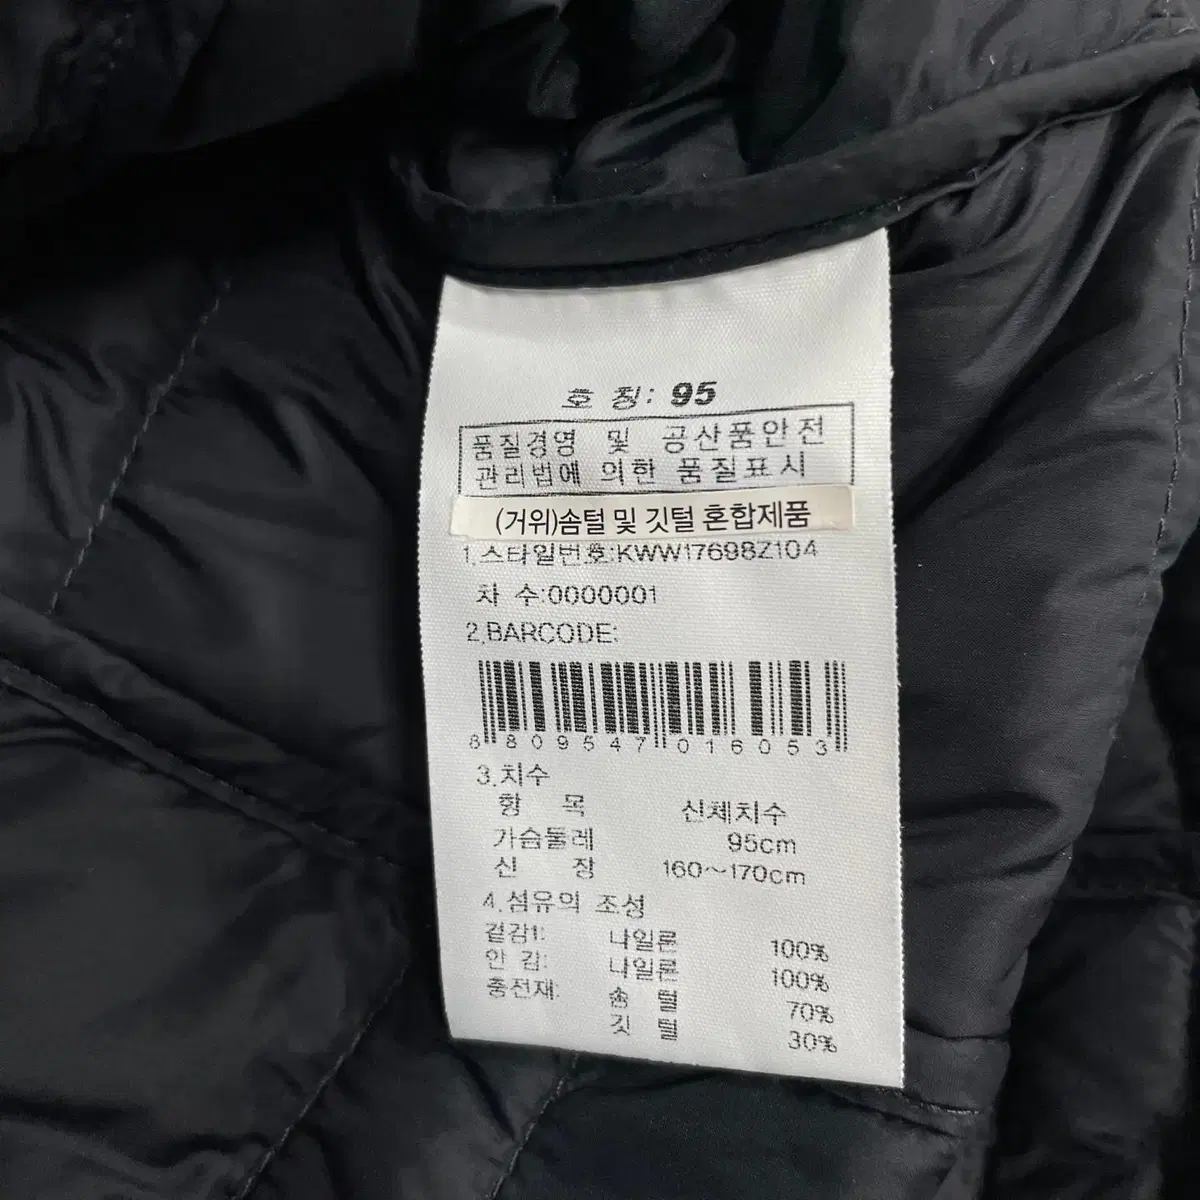 호 칭: 95
품질경영 및 공산품안전
관리법에 의한 품질표시
(거위)솜털 및 깃털 혼합제품
1.스타일번호:KWW17698Z104
차 수:0000001
2.BARCODE:
8 809547 016053
3.치수
항 목 신체치수
가슴둘레 95cm
신 장 160~170cm
4.섬유의 조성
겉감1: 나일론 100%
안 감: 나일론 100%
충전재: 솜 털 70%
깃 털 30%